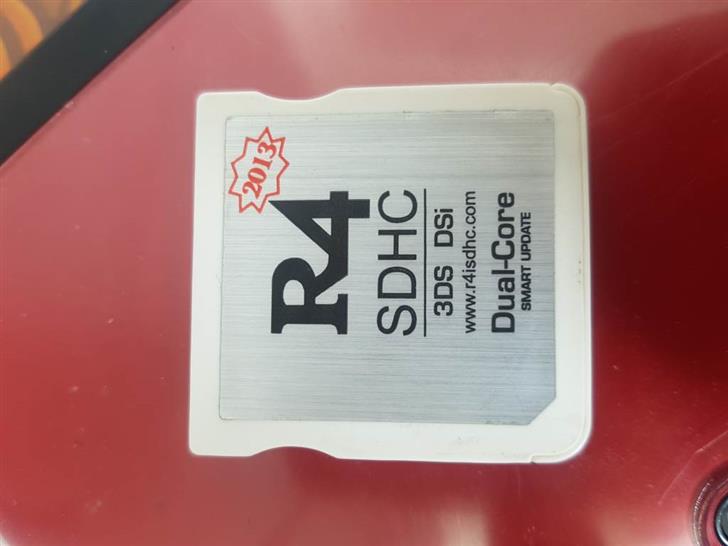 2013
R4
SDHC
3DS DSi
www.r4isdhc.com
Dual-Core
SMART UPDATE